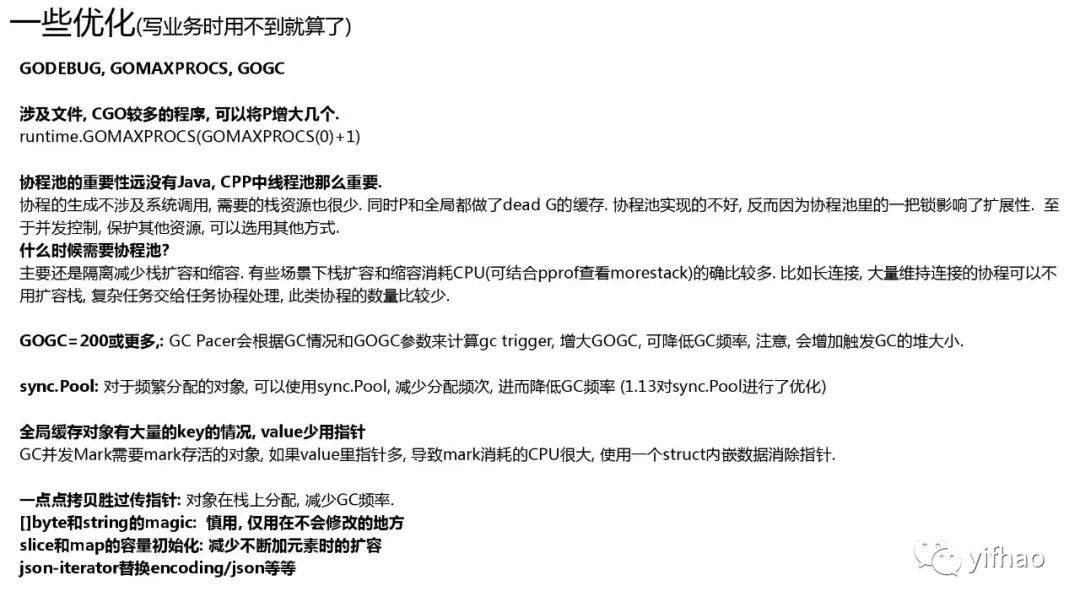 一些优化(写业务时用不到就算了)
GODEBUG, GOMAXPROCS, GOGC
涉及文件, CGO较多的程序, 可以将P增大几个.
runtime.GOMAXPROCS(GOMAXPROCS(0)+1)
协程池的重要性远没有Java, CPP中线程池那么重要.
协程的生成不涉及系统调用, 需要的栈资源也很少. 同时P和全局都做了dead G的缓存. 协程池实现的不好, 反而因为协程池里的一把锁影响了扩展性. 至
于并发控制, 保护其他资源, 可以选用其他方式.
什么时候需要协程池?
主要还是隔离减少栈扩容和缩容. 有些场景下栈扩容和缩容消耗CPU(可结合pprof查看morestack)的确比较多. 比如长连接, 大量维持连接的协程可以不
用扩容栈, 复杂任务交给任务协程处理, 此类协程的数量比较少.
GOGC=200或更多,: GC Pacer会根据GC情况和GOGC参数来计算gc trigger, 增大GOGC, 可降低GC频率, 注意, 会增加触发GC的堆大小.
sync.Pool: 对于频繁分配的对象, 可以使用sync.Pool, 减少分配频次, 进而降低GC频率 (1.13对sync.Pool进行了优化)
全局缓存对象有大量的key的情况, value少用指针
GC并发Mark需要mark存活的对象, 如果value里指针多, 导致mark消耗的CPU很大, 使用一个struct内嵌数据消除指针.
一点点拷贝胜过传指针: 对象在栈上分配, 减少GC频率.
[]byte和string的magic: 慎用, 仅用在不会修改的地方
slice和map的容量初始化: 减少不断加元素时的扩容
json-iterator替换encoding/json等等
yifhao